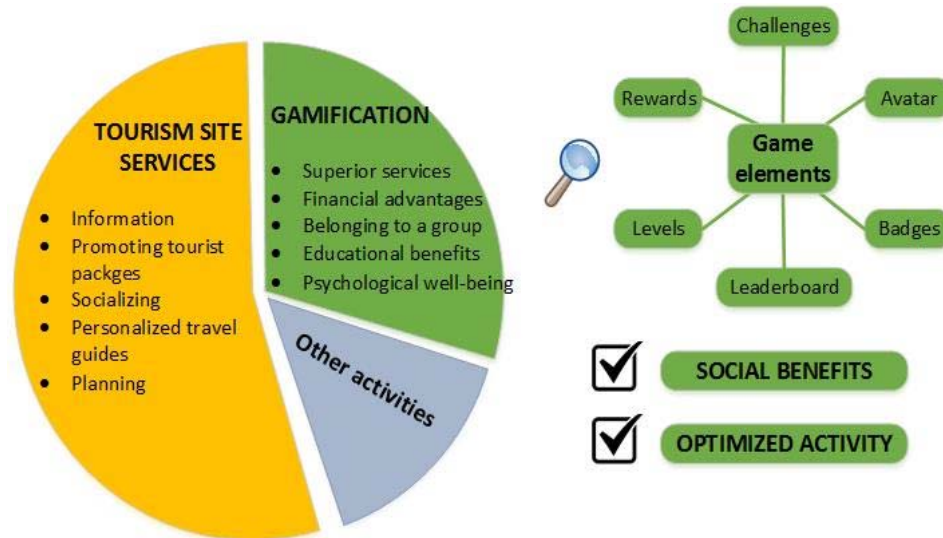 TOURISM SITE
SERVICES
• Information
• Promoting tourist
packges
• Socializing
• Personalized travel
guides
• Planning
GAMIFICATION
• Superior services
• Financial advantages
• Belonging to a group
• Educational benefits
• Psychological well-being
Other activities
Challenges
Rewards
Avatar
Game
elements
Levels
Badges
Leaderboard
SOCIAL BENEFITS
OPTIMIZED ACTIVITY